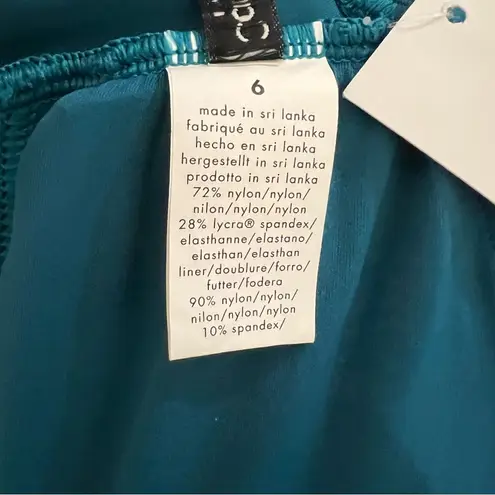 6
made in sri lanka
fabriqué au sri lanka
hecho en sri lanka
hergestellt in sri lanka
prodotto in sri lanka
72% nylon/nylon/
nilon/nylon/nylon
28% lycra® spandex/
elasthanne/elastano/
elasthan/elasthan
liner/doublure/forro/
futter/fodera
90% nylon/nylon/
nilon/nylon/nylon
10% spandex/